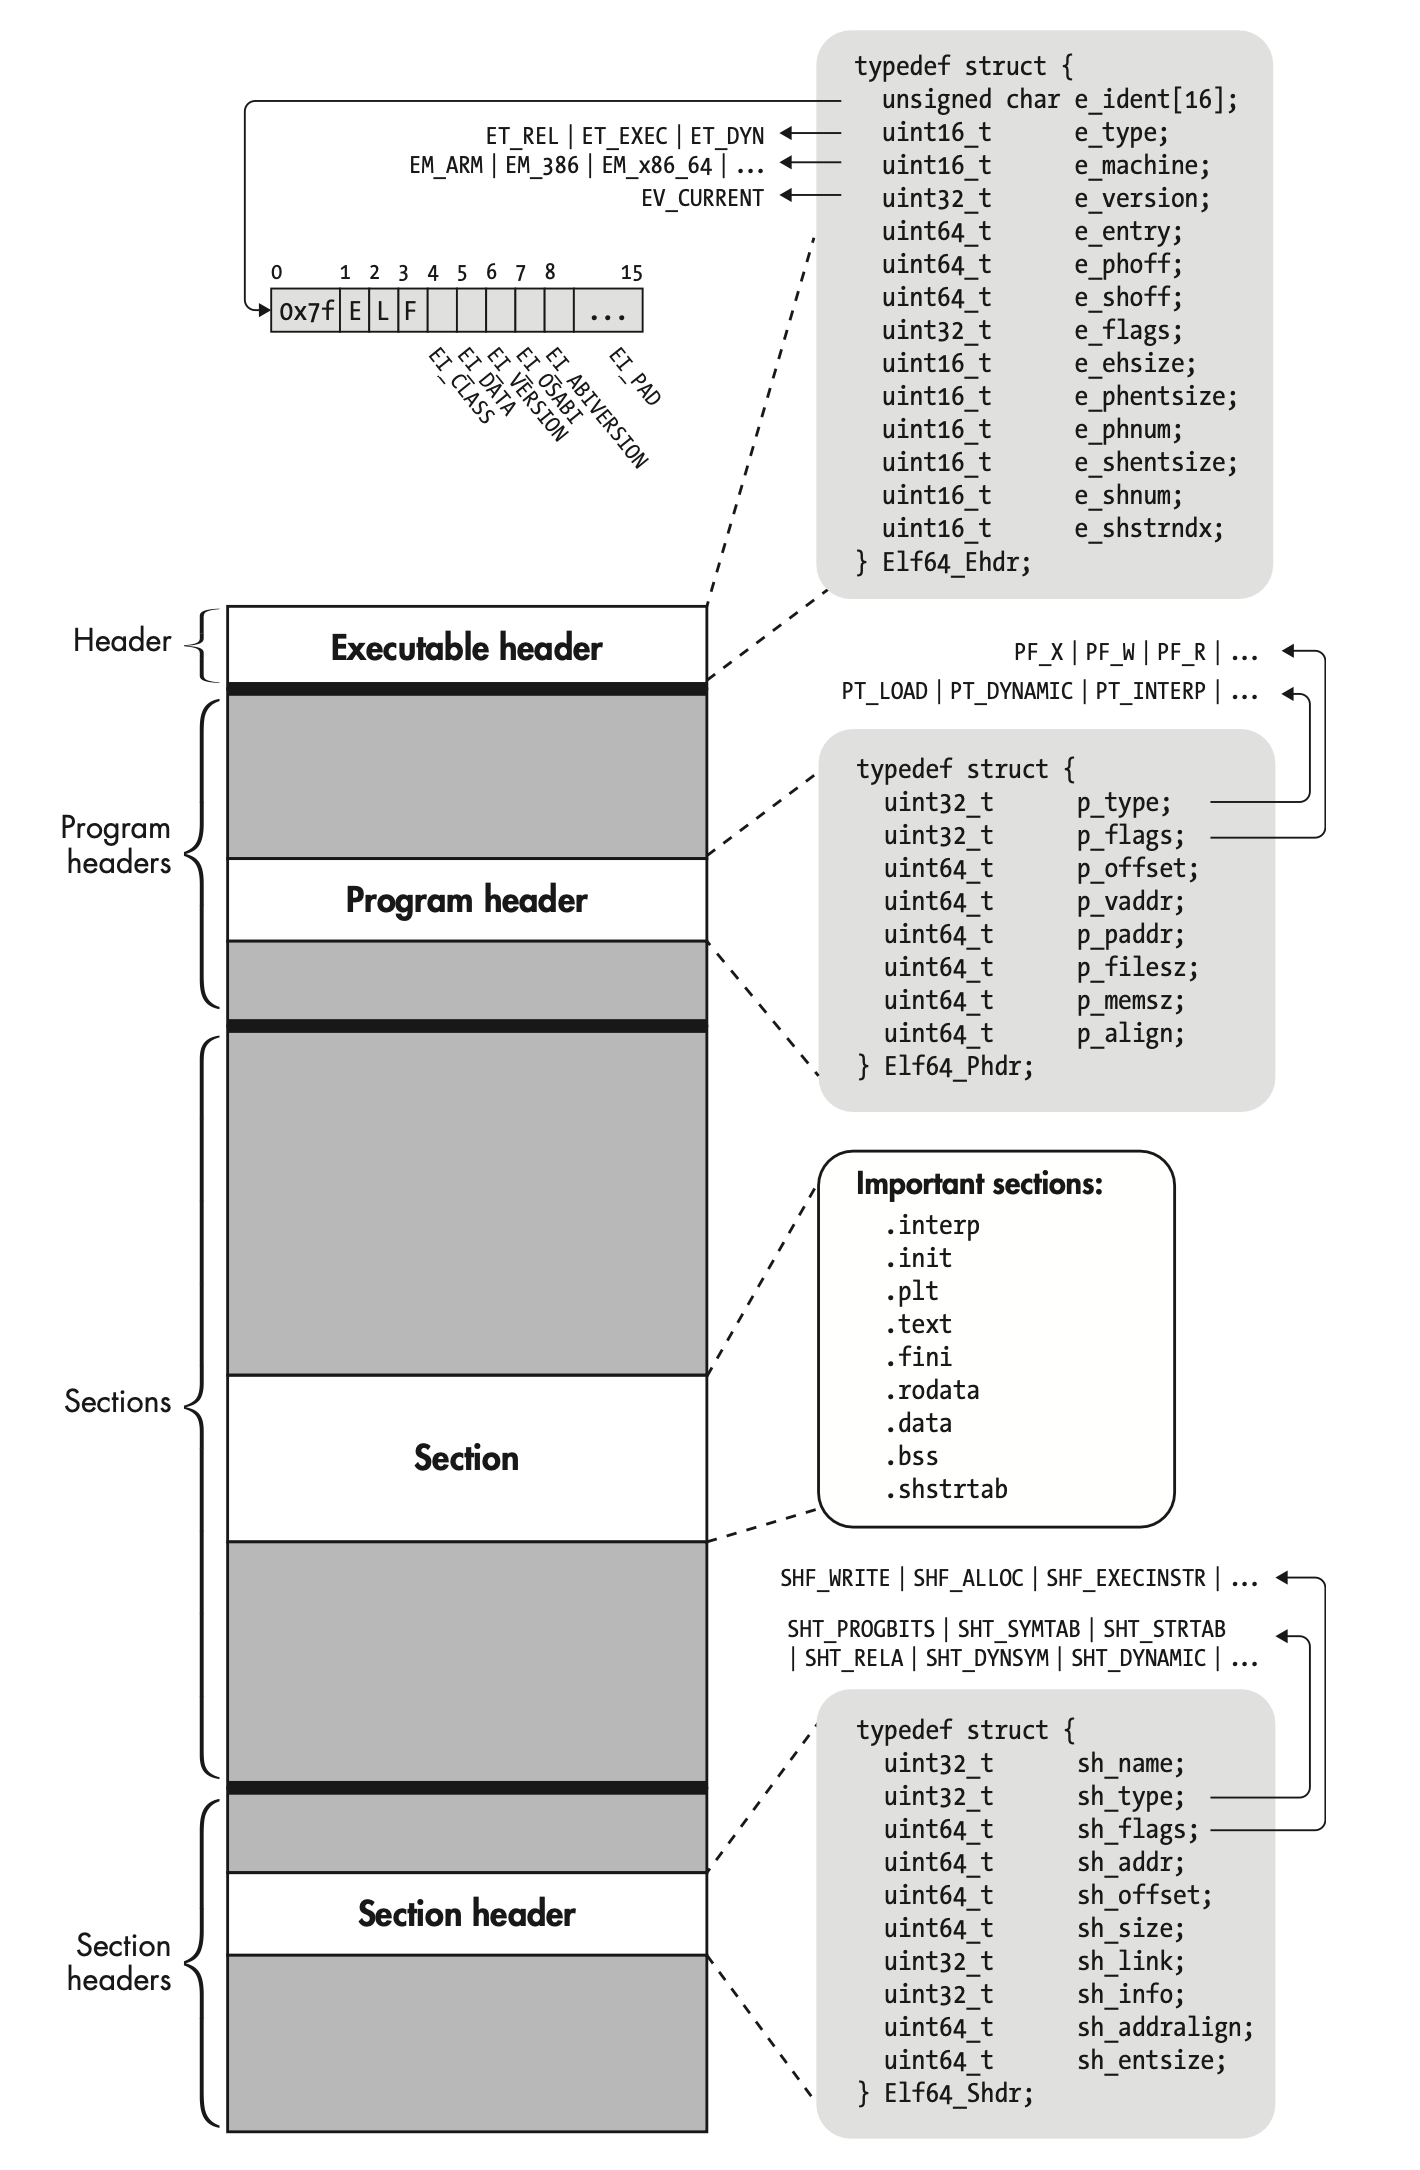 typedef struct {
unsigned char e_ident[16];
uint16_t e_type;
uint16_t e_machine;
uint32_t e_version;
uint64_t e_entry;
uint64_t e_phoff;
uint64_t e_shoff;
uint32_t e_flags;
uint16_t e_ehsize;
uint16_t e_phentsize;
uint16_t e_phnum;
uint16_t e_shentsize;
uint16_t e_shnum;
uint16_t e_shstrndx;
} Elf64_Ehdr;
ET_REL | ET_EXEC | ET_DYN
EM_ARM | EM_386 | EM_x86_64 | ...
EV_CURRENT
0 1 2 3 4 5 6 7 8 15
0x7f E L F ...
EI_CLASS
EI_DATA
EI_VERSION
EI_OSABI
EI_ABIVERSION
EI_PAD
Header
Executable header
PF_X | PF_W | PF_R | ...
PT_LOAD | PT_DYNAMIC | PT_INTERP | ...
Program
headers
Program header
typedef struct {
uint32_t p_type;
uint32_t p_flags;
uint64_t p_offset;
uint64_t p_vaddr;
uint64_t p_paddr;
uint64_t p_filesz;
uint64_t p_memsz;
uint64_t p_align;
} Elf64_Phdr;
Sections
Section
Important sections:
.interp
.init
.plt
.text
.fini
.rodata
.data
.bss
.shstrtab
SHF_WRITE | SHF_ALLOC | SHF_EXECINSTR | ...
SHT_PROGBITS | SHT_SYMTAB | SHT_STRTAB
| SHT_RELA | SHT_DYNSYM | SHT_DYNAMIC | ...
Section
headers
Section header
typedef struct {
uint32_t sh_name;
uint32_t sh_type;
uint64_t sh_flags;
uint64_t sh_addr;
uint64_t sh_offset;
uint64_t sh_size;
uint32_t sh_link;
uint32_t sh_info;
uint64_t sh_addralign;
uint64_t sh_entsize;
} Elf64_Shdr;